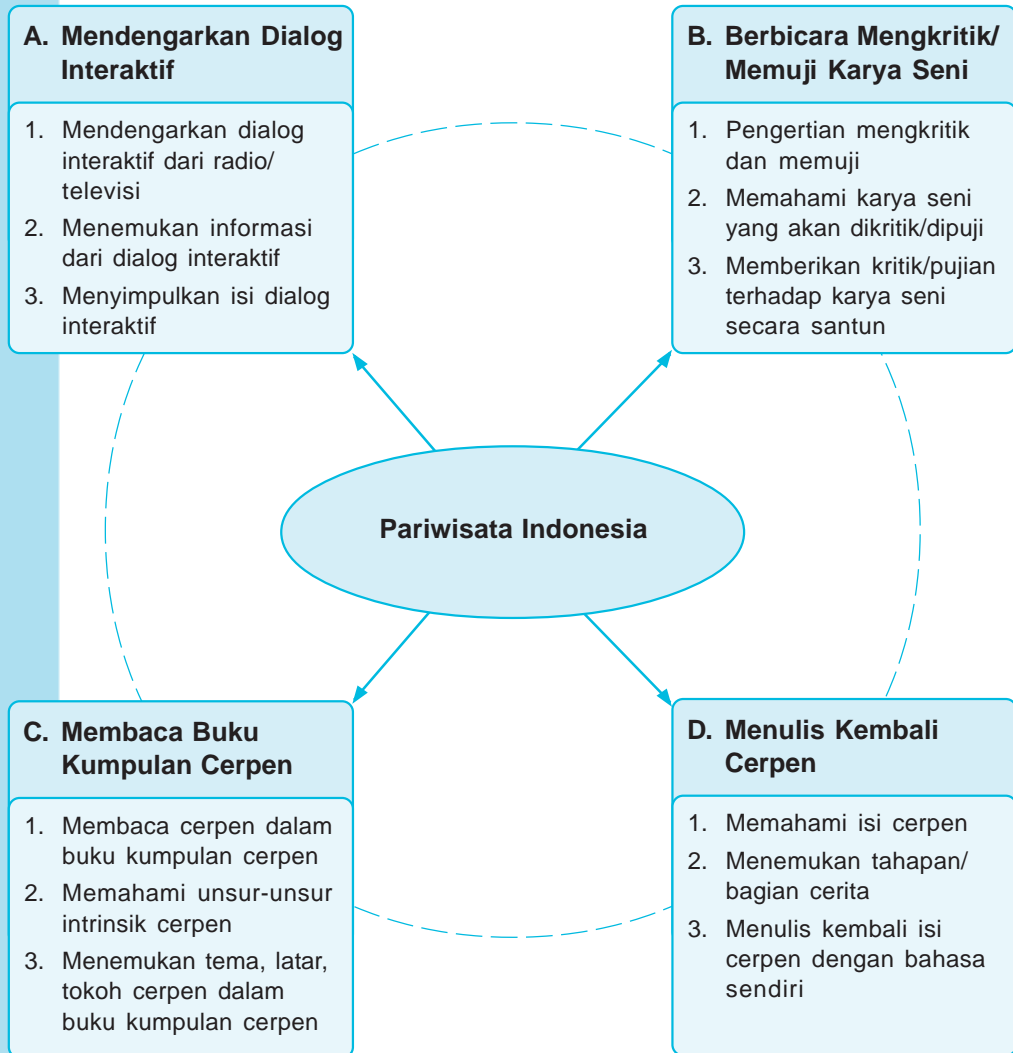 A. Mendengarkan Dialog
Interaktif
1. Mendengarkan dialog
interaktif dari radio/
televisi
2. Menemukan informasi
dari dialog interaktif
3. Menyimpulkan isi dialog
interaktif
B. Berbicara Mengkritik/
Memuji Karya Seni
1. Pengertian mengkritik
dan memuji
2. Memahami karya seni
yang akan dikritik/dipuji
3. Memberikan kritik/pujian
terhadap karya seni
secara santun
Pariwisata Indonesia
C. Membaca Buku
Kumpulan Cerpen
1. Membaca cerpen dalam
buku kumpulan cerpen
2. Memahami unsur-unsur
intrinsik cerpen
3. Menemukan tema, latar,
tokoh cerpen dalam
buku kumpulan cerpen
D. Menulis Kembali
Cerpen
1. Memahami isi cerpen
2. Menemukan tahapan/
bagian cerita
3. Menulis kembali isi
cerpen dengan bahasa
sendiri